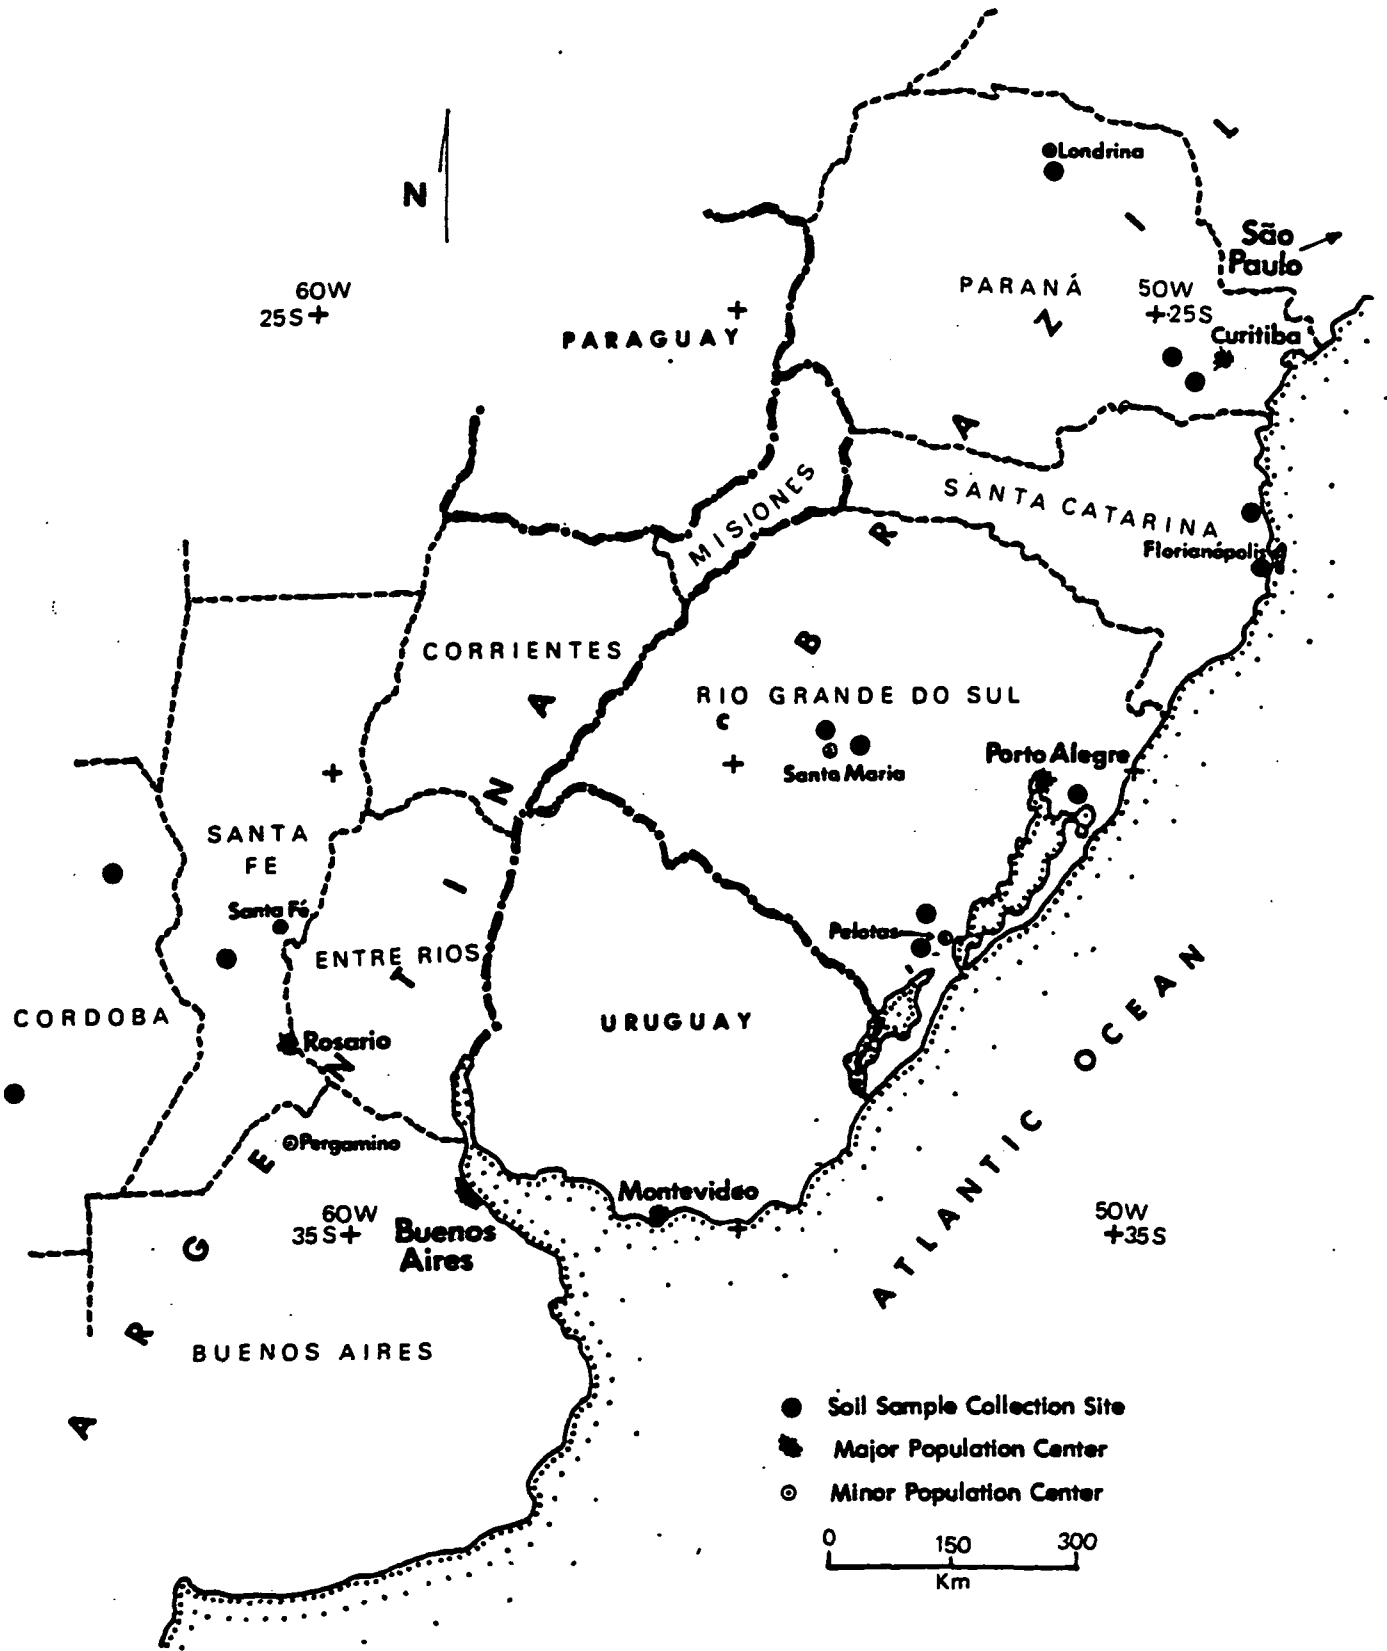 N
Londrina
São
Paulo
60W
25S
PARANÁ
50W
25S
PARAGUAY
Curitiba
MISIONES
SANTA CATARINA
Florianópolis
CORRIENTES
BRAZIL
RIO GRANDE DO SUL
C
Santa Maria
Porto Alegre
SANTA
FE
Santa Fé
Pelotas
ENTRE RIOS
CORDOBA
URUGUAY
Rosario
ARGENTINA
Pergamino
ATLANTIC OCEAN
60W
35S
Montevideo
Buenos
Aires
50W
35S
BUENOS AIRES
Soil Sample Collection Site
Major Population Center
Minor Population Center
0 150 300
Km